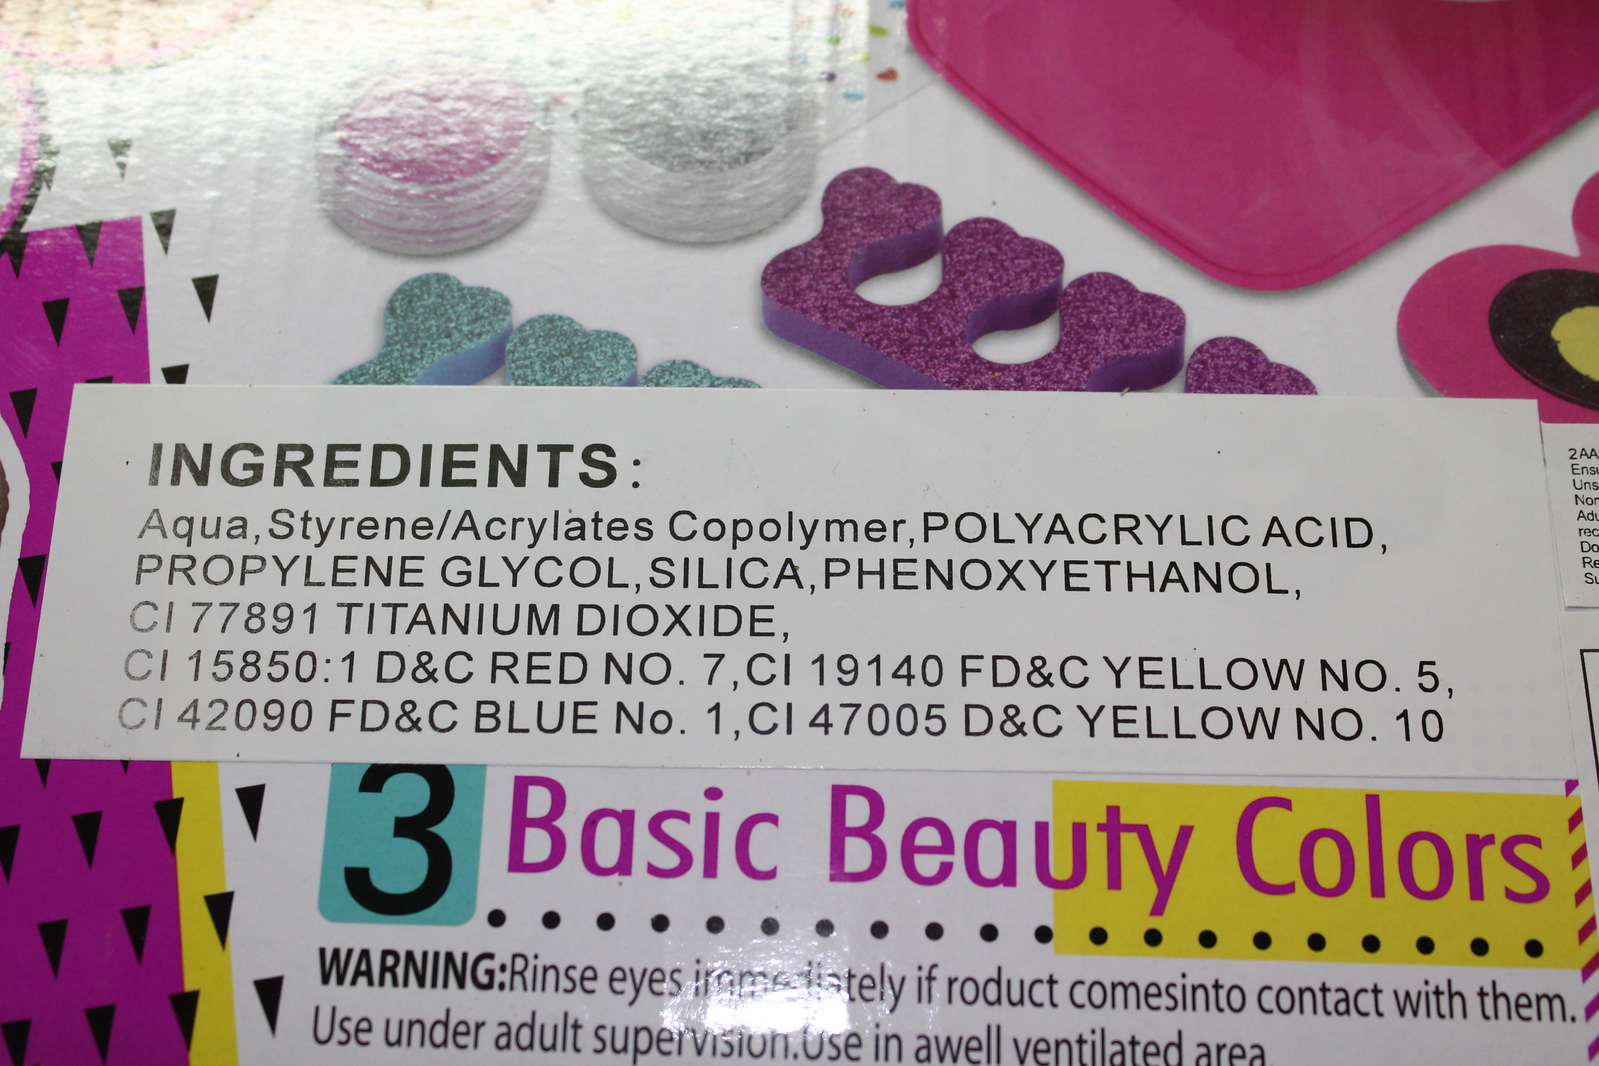 INGREDIENTS:
Aqua,Styrene/Acrylates Copolymer,POLYACRYLIC ACID,
PROPYLENE GLYCOL,SILICA,PHENOXYETHANOL,
CI 77891 TITANIUM DIOXIDE,
CI 15850:1 D&C RED NO. 7,CI 19140 FD&C YELLOW NO. 5,
CI 42090 FD&C BLUE No. 1,CI 47005 D&C YELLOW NO. 10
3 Basic Beauty Colors
WARNING:Rinse eyes immediately if roduct comesinto contact with them.
Use under adult supervision.Use in awell ventilated area.
2AA